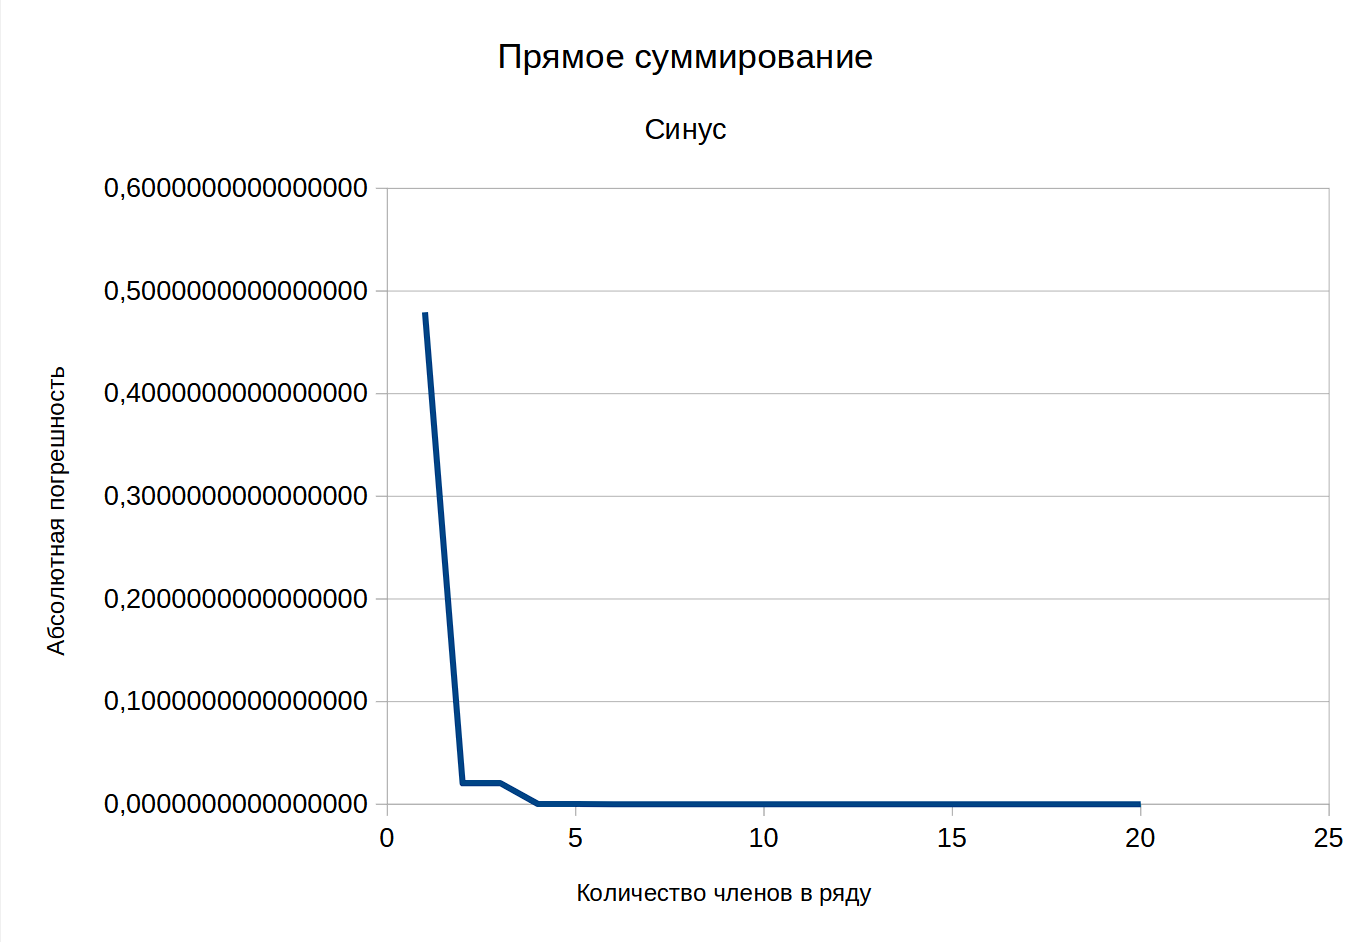 Прямое суммирование
Синус
0,6000000000000000
0,5000000000000000
0,4000000000000000
0,3000000000000000
0,2000000000000000
0,1000000000000000
0,0000000000000000
Абсолютная погрешность
0 5 10 15 20 25
Количество членов в ряду